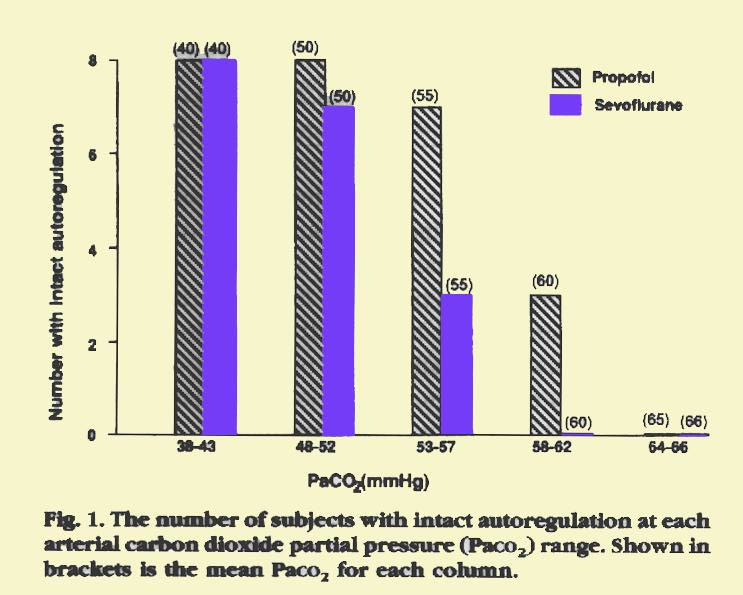 (40) (40)
(50)
(50)
(55)
(55)
(60)
(60)
(65) (66)
Propofol
Sevoflurane
Number with intact autoregulation
8
6
4
2
0
38-43 48-52 53-57 58-62 64-66
PaCO₂(mmHg)
Fig. 1. The number of subjects with intact autoregulation at each
arterial carbon dioxide partial pressure (Paco₂) range. Shown in
brackets is the mean Paco₂ for each column.